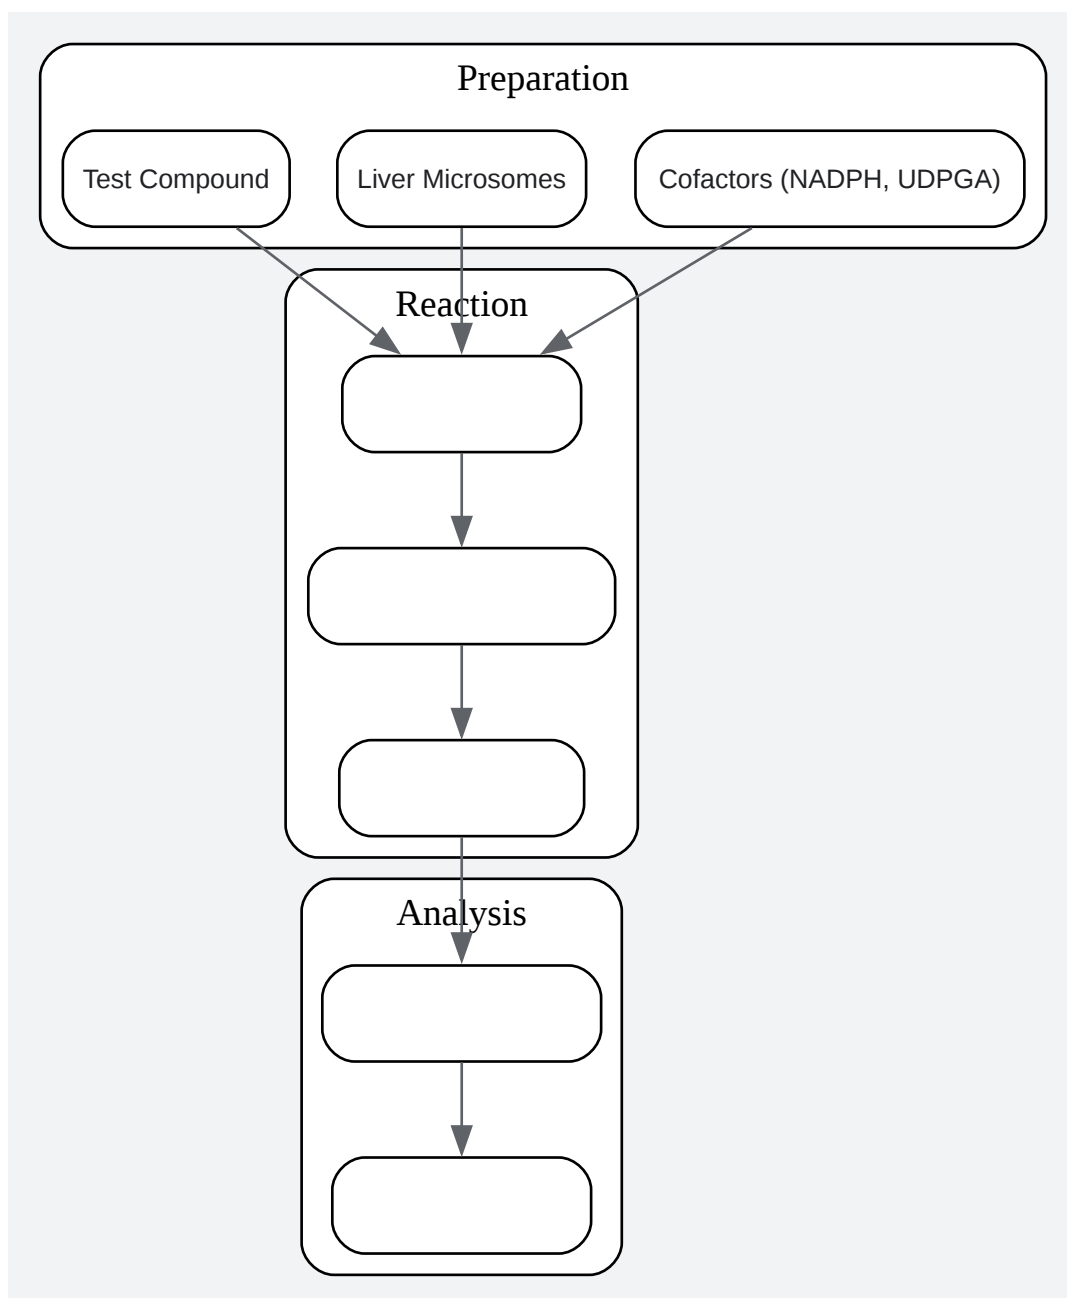 Preparation
Test Compound
Liver Microsomes
Cofactors (NADPH, UDPGA)
Reaction
Analysis